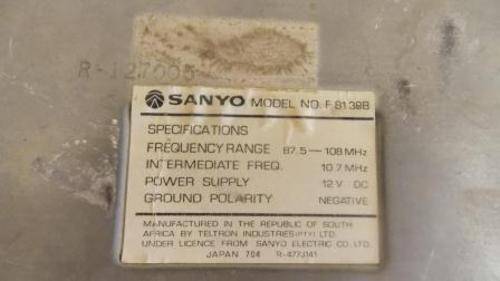 R-127005
SANYO MODEL NO. F 8139B
SPECIFICATIONS
FREQUENCY RANGE 87.5 — 108 MHz
INTERMEDIATE FREQ. 10.7 MHz
POWER SUPPLY 12 V DC
GROUND POLARITY NEGATIVE
MANUFACTURED IN THE REPUBLIC OF SOUTH
AFRICA BY TELTRON INDUSTRIES (PTY) LTD.
UNDER LICENCE FROM SANYO ELECTRIC CO. LTD.
JAPAN 704 R-4773141